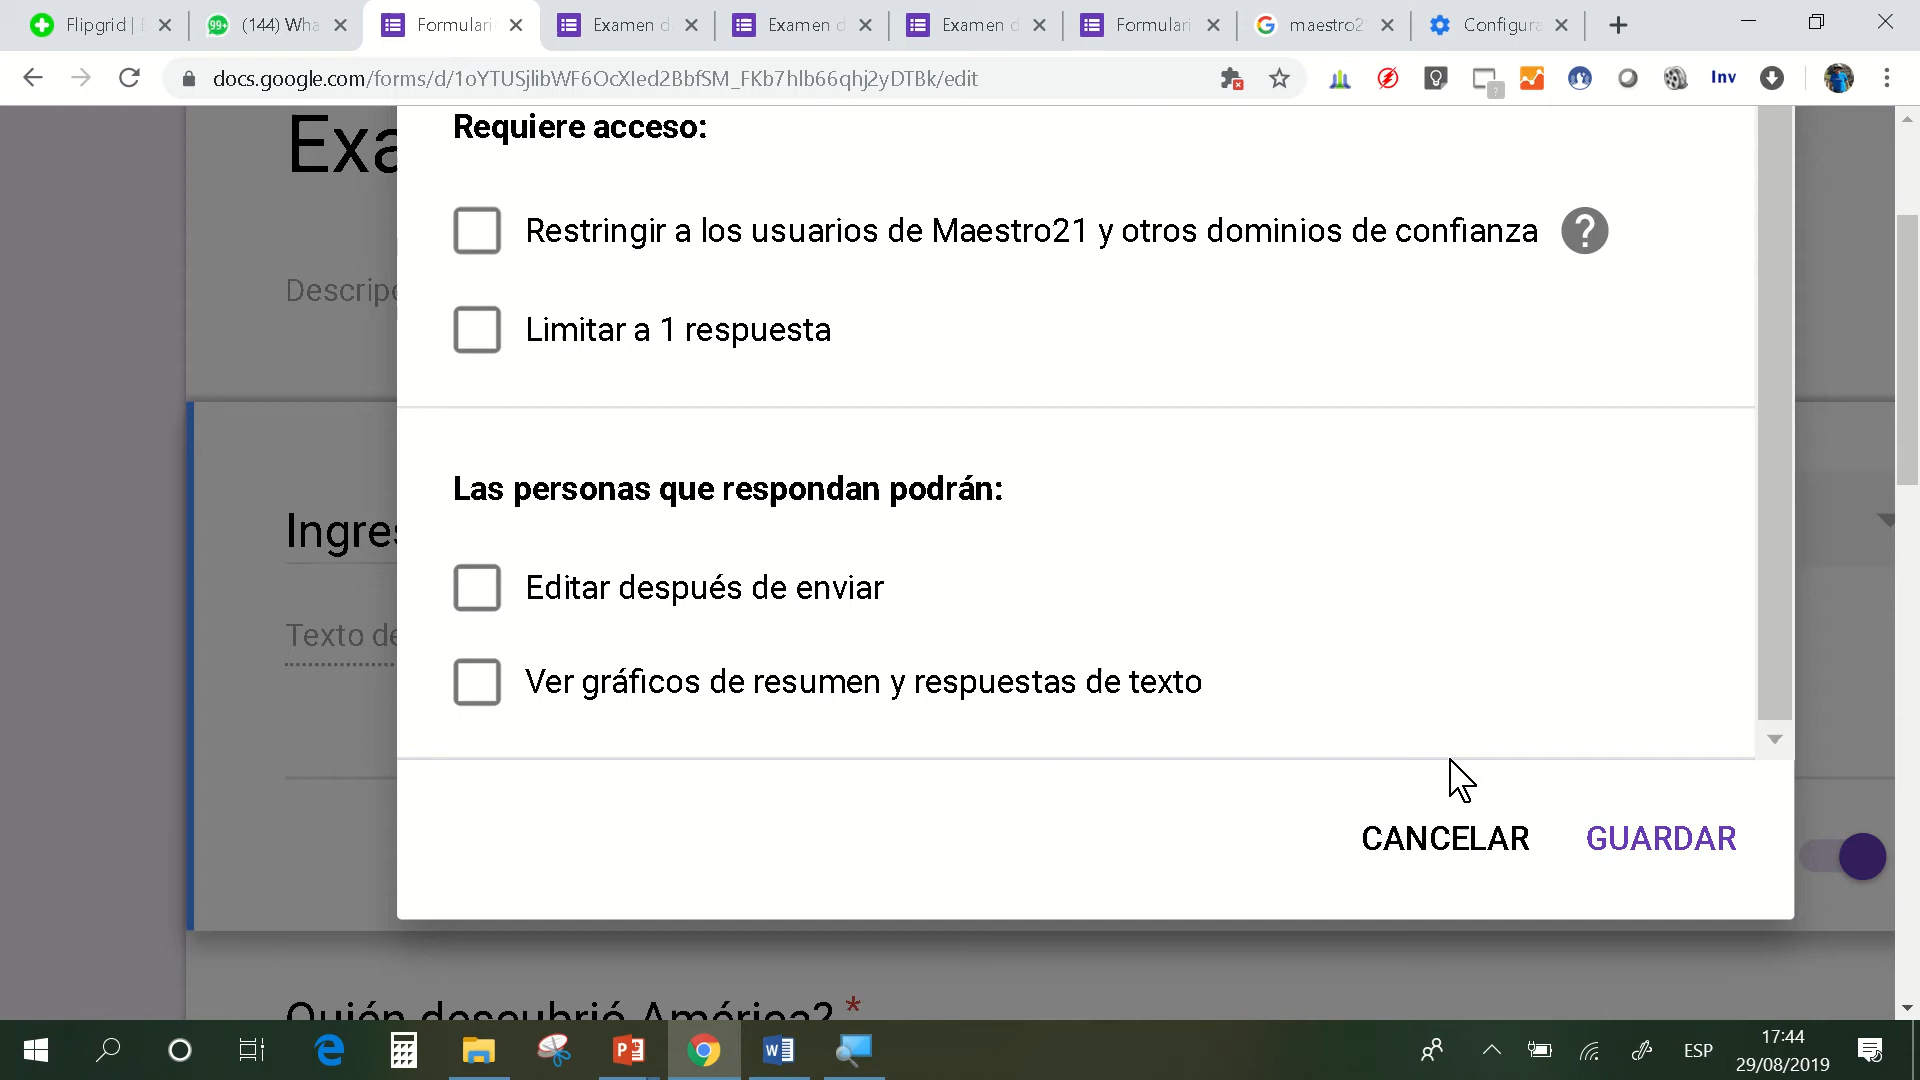 Flipgrid | E
(144) Wha
Formulari
Examen d
Examen d
Examen d
Formulari
maestro2
Configura
docs.google.com/forms/d/1oYTUSjlibWF6OcXIed2BbfSM_FKb7hlb66qhj2yDTBk/edit
Inv
Exa
Requiere acceso:
Restringir a los usuarios de Maestro21 y otros dominios de confianza
Descripc
Limitar a 1 respuesta
Las personas que respondan podrán:
Ingres
Editar después de enviar
Texto de
Ver gráficos de resumen y respuestas de texto
CANCELAR GUARDAR
Quién descubrió América? *
ESP
17:44
29/08/2019